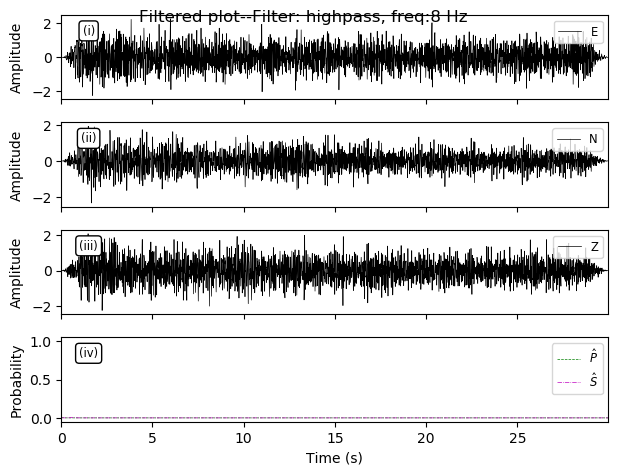 Filtered plot--Filter: highpass, freq:8 Hz
(i)
E
Amplitude
2
0
−2
(ii)
N
Amplitude
2
0
−2
(iii)
Z
Amplitude
2
0
−2
(iv)
P̂
Ŝ
Probability
1.0
0.5
0.0
0 5 10 15 20 25
Time (s)